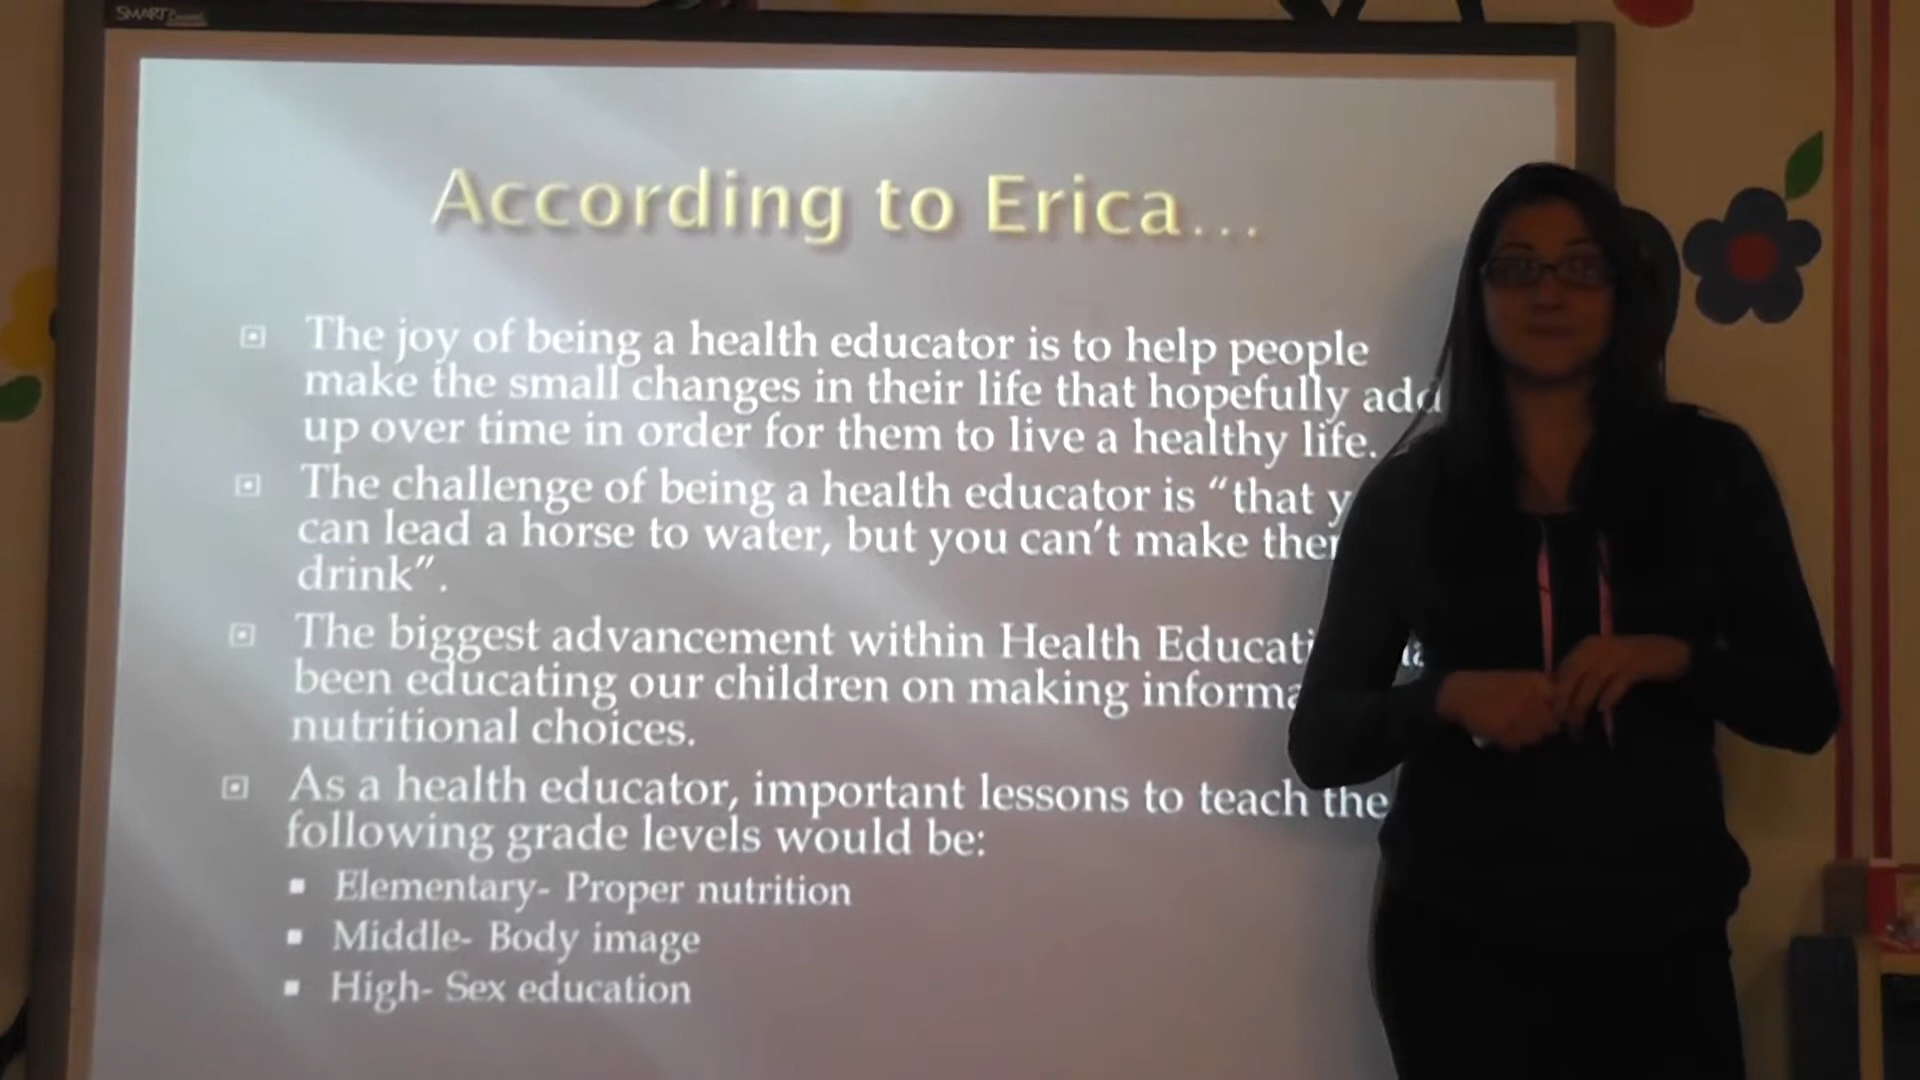 SMART
According to Erica...
The joy of being a health educator is to help people
make the small changes in their life that hopefully add
up over time in order for them to live a healthy life.
The challenge of being a health educator is “that
can lead a horse to water, but you can’t make
drink”.
The biggest advancement within Health
been educating our children on making
nutritional choices.
As a health educator, important lessons to teach the
following grade levels would be:
Elementary- Proper nutrition
Middle- Body image
High- Sex education